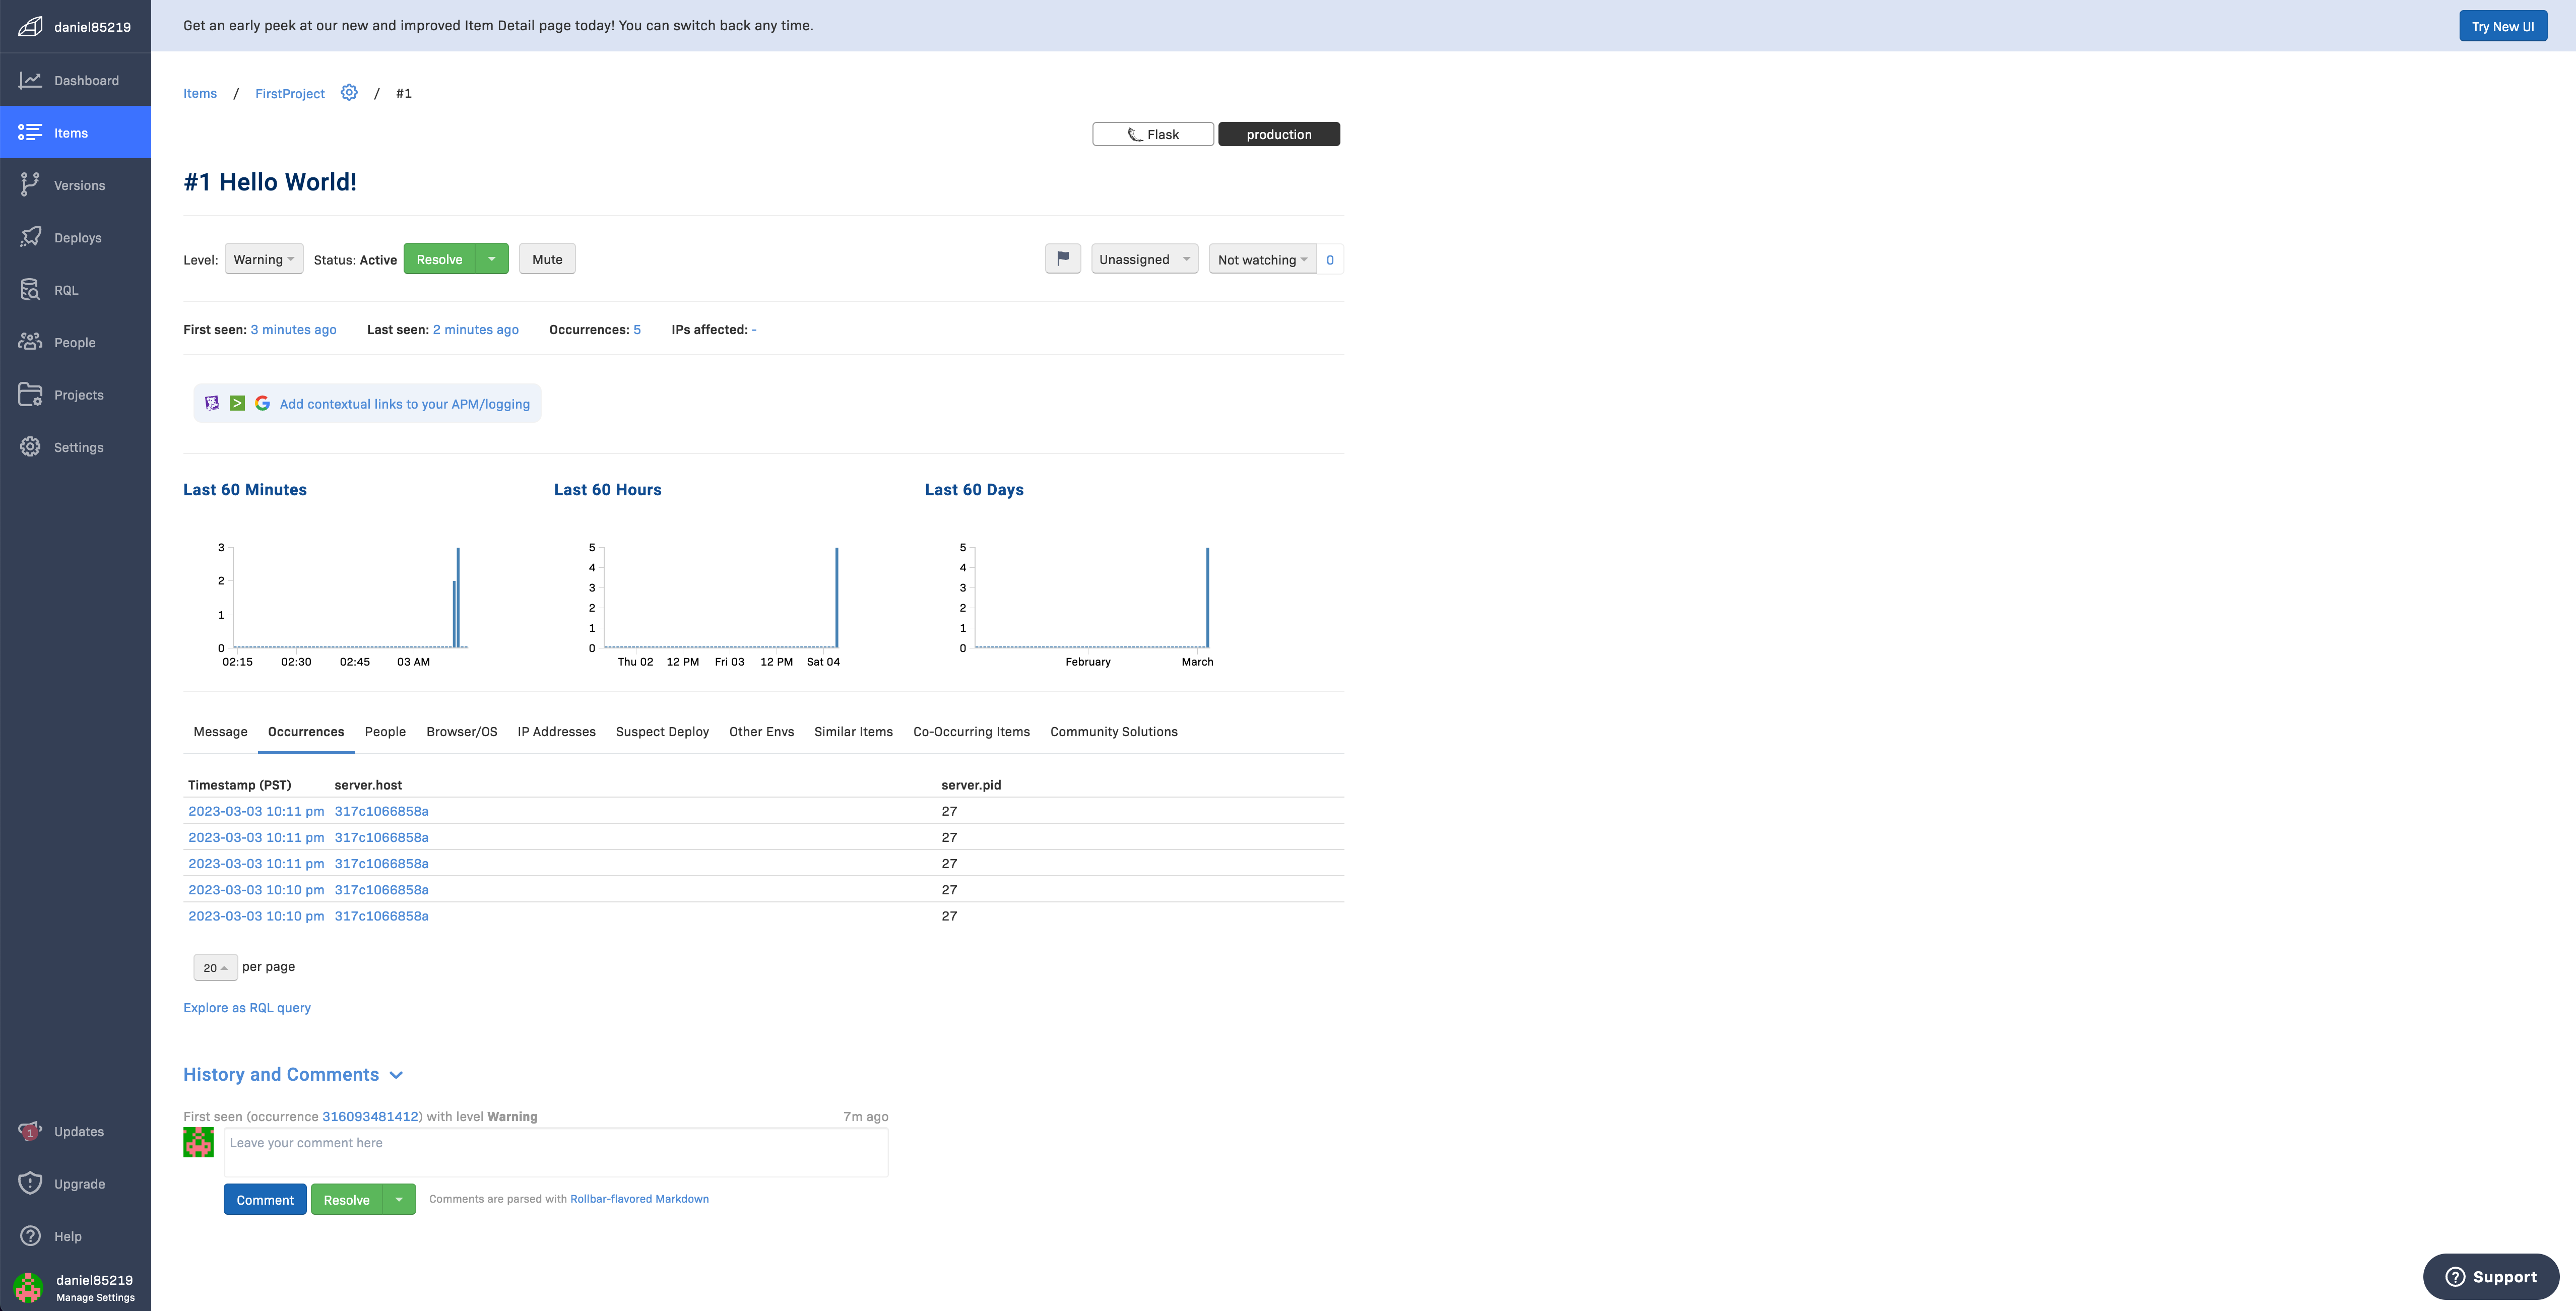 daniel85219
Get an early peek at our new and improved Item Detail page today! You can switch back any time.
Try New UI
Dashboard
Items
Versions
Deploys
RQL
People
Projects
Settings
Items / FirstProject / #1
Flask
production
#1 Hello World!
Level: Warning Status: Active Resolve Mute
Unassigned Not watching 0
First seen: 3 minutes ago Last seen: 2 minutes ago Occurrences: 5 IPs affected: -
Add contextual links to your APM/logging
Last 60 Minutes
3
2
1
0
02:15 02:30 02:45 03 AM
Last 60 Hours
5
4
3
2
1
0
Thu 02 12 PM Fri 03 12 PM Sat 04
Last 60 Days
5
4
3
2
1
0
February March
Message Occurrences People Browser/OS IP Addresses Suspect Deploy Other Envs Similar Items Co-Occurring Items Community Solutions
Timestamp (PST) server.host server.pid
2023-03-03 10:11 pm 317c1066858a 27
2023-03-03 10:11 pm 317c1066858a 27
2023-03-03 10:11 pm 317c1066858a 27
2023-03-03 10:10 pm 317c1066858a 27
2023-03-03 10:10 pm 317c1066858a 27
20 per page
Explore as RQL query
History and Comments
First seen (occurrence 316093481412) with level Warning 7m ago
Leave your comment here
Comment Resolve Comments are parsed with Rollbar-flavored Markdown
1 Updates
Upgrade
Help
daniel85219
Manage Settings
Support